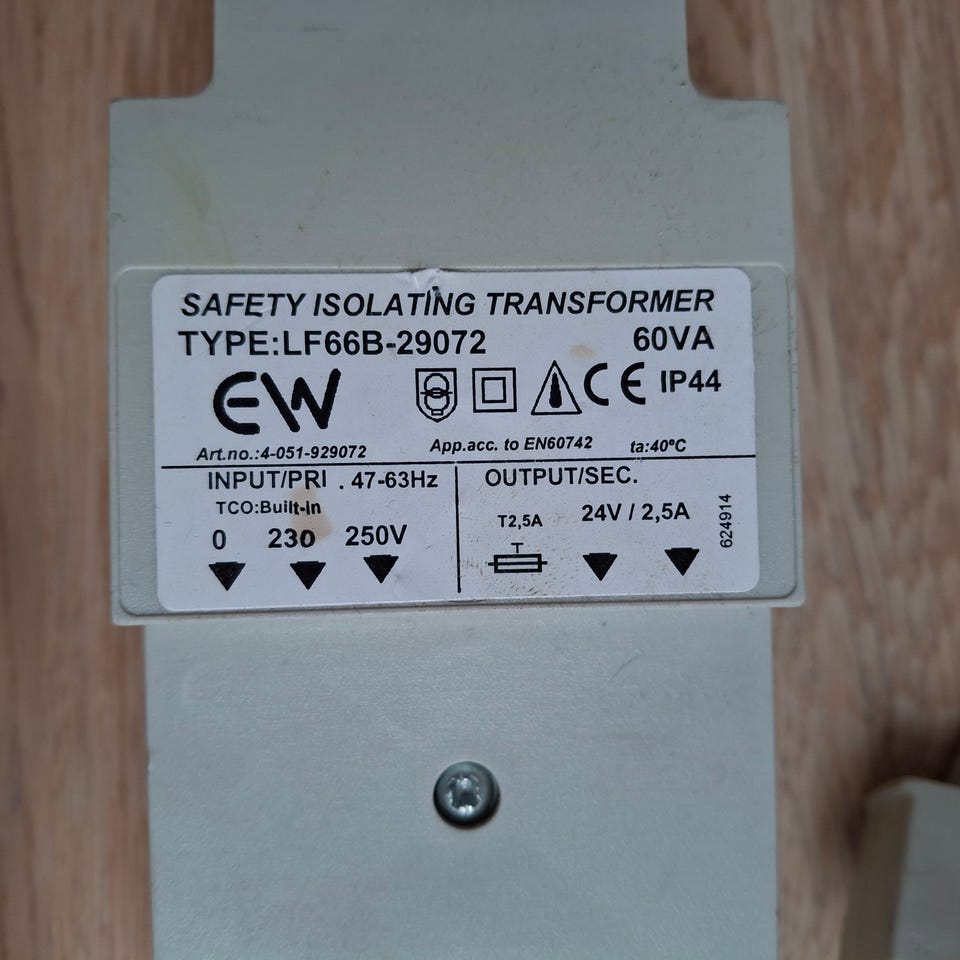 SAFETY ISOLATING TRANSFORMER
TYPE:LF66B-29072 60VA
EW CE IP44
Art.no.:4-051-929072 App.acc. to EN60742 ta:40ºC
INPUT/PRI . 47-63Hz OUTPUT/SEC.
TCO:Built-in T2,5A 24V / 2,5A
0 230 250V
T
624914